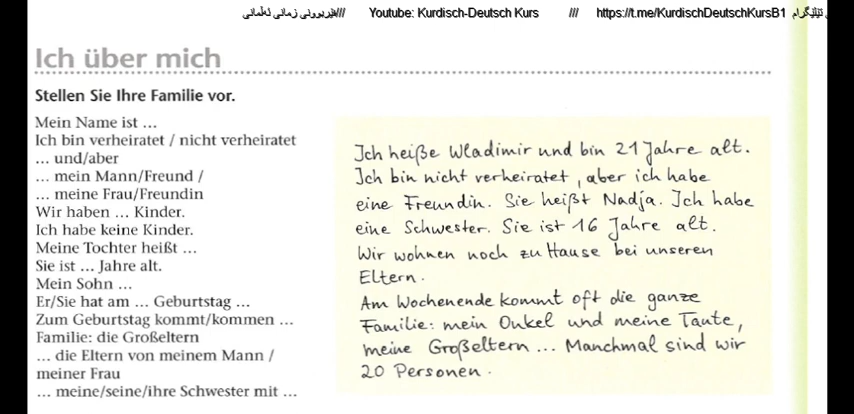 فێربوونی زمانی ئەڵمانی/// Youtube: Kurdisch-Deutsch Kurs /// https://t.me/KurdischDeutschKursB1 تێلیگرام
Ich über mich
Stellen Sie Ihre Familie vor.
Mein Name ist …
Ich bin verheiratet / nicht verheiratet
… und/aber
… mein Mann/Freund /
… meine Frau/Freundin
Wir haben … Kinder.
Ich habe keine Kinder.
Meine Tochter heißt …
Sie ist … Jahre alt.
Mein Sohn …
Er/Sie hat am … Geburtstag …
Zum Geburtstag kommt/kommen …
Familie: die Großeltern
… die Eltern von meinem Mann /
meiner Frau
… meine/seine/ihre Schwester mit …
Ich heiße Wladimir und bin 21 Jahre alt.
Ich bin nicht verheiratet, aber ich habe
eine Freundin. Sie heißt Nadja. Ich habe
eine Schwester. Sie ist 16 Jahre alt.
Wir wohnen noch zu Hause bei unseren
Eltern.
Am Wochenende kommt oft die ganze
Familie: mein Onkel und meine Tante,
meine Großeltern … Manchmal sind wir
20 Personen.